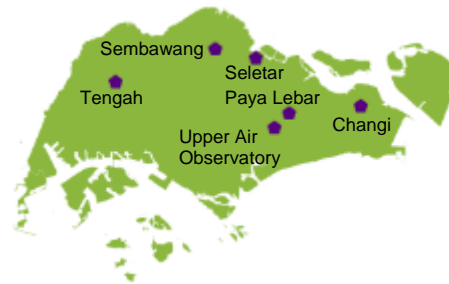 Sembawang
Seletar
Tengah
Paya Lebar
Changi
Upper Air
Observatory